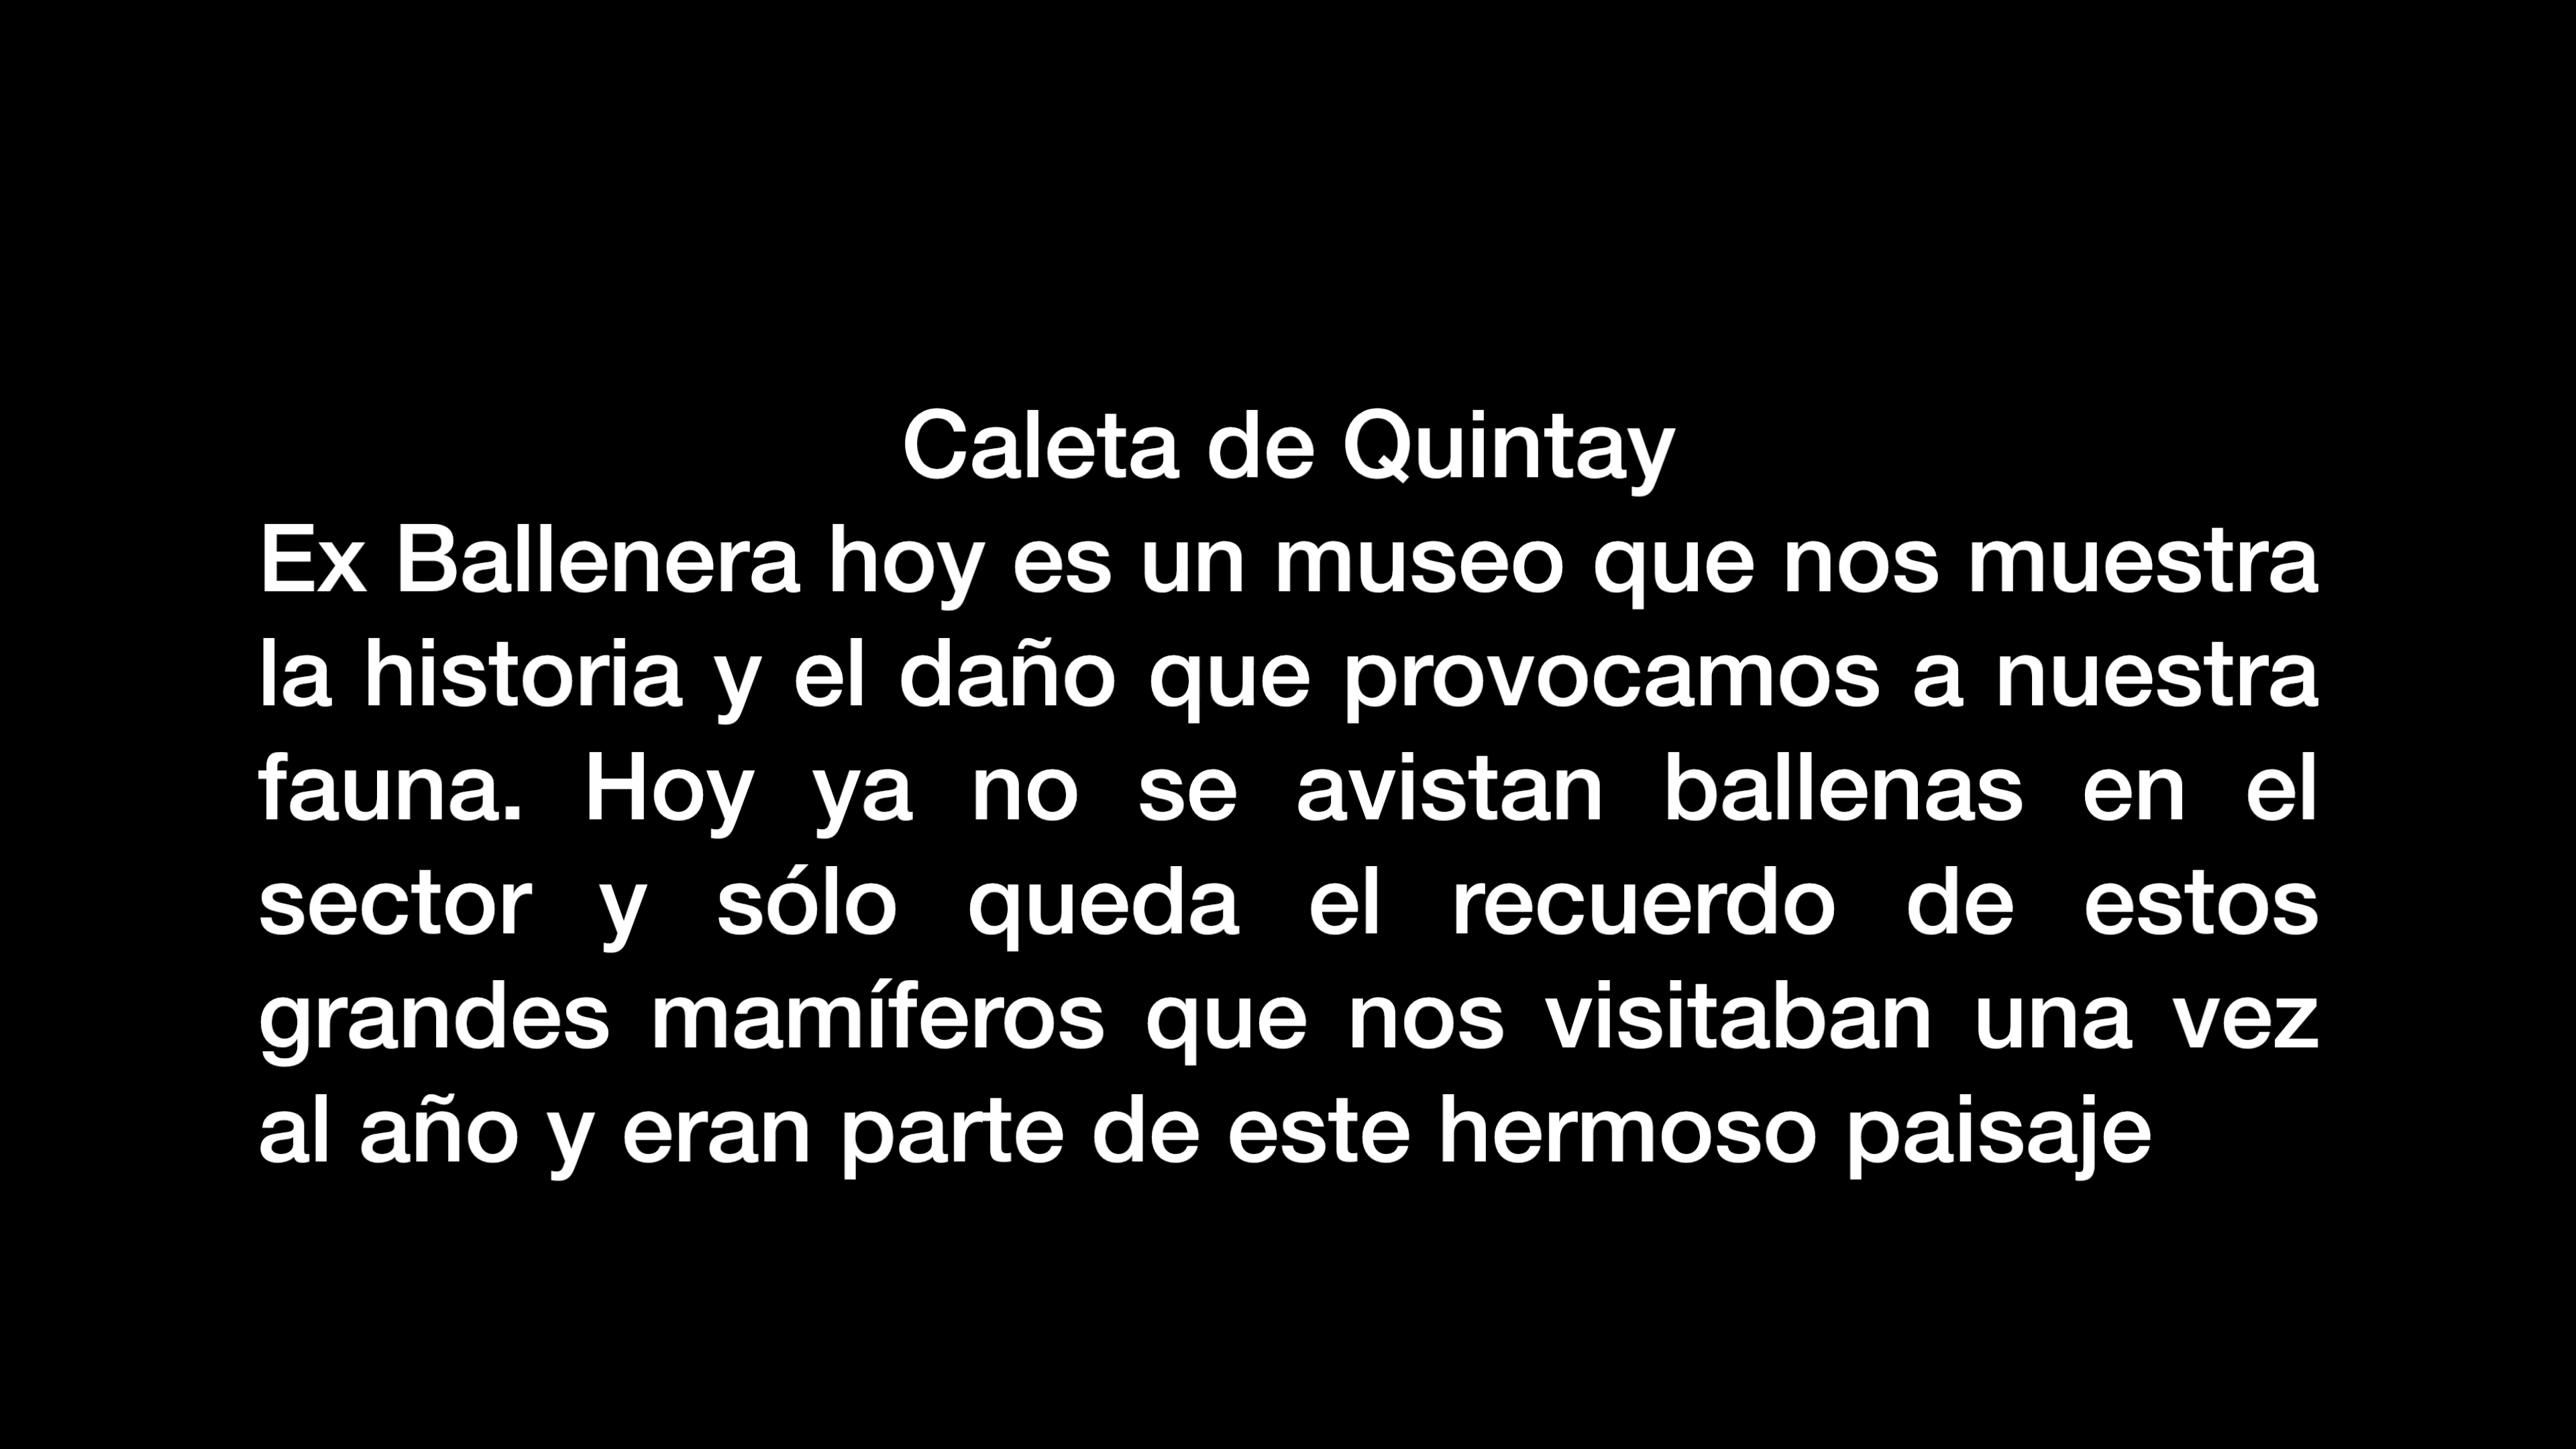 Caleta de Quintay
Ex Ballenera hoy es un museo que nos muestra
la historia y el daño que provocamos a nuestra
fauna. Hoy ya no se avistan ballenas en el
sector y sólo queda el recuerdo de estos
grandes mamíferos que nos visitaban una vez
al año y eran parte de este hermoso paisaje